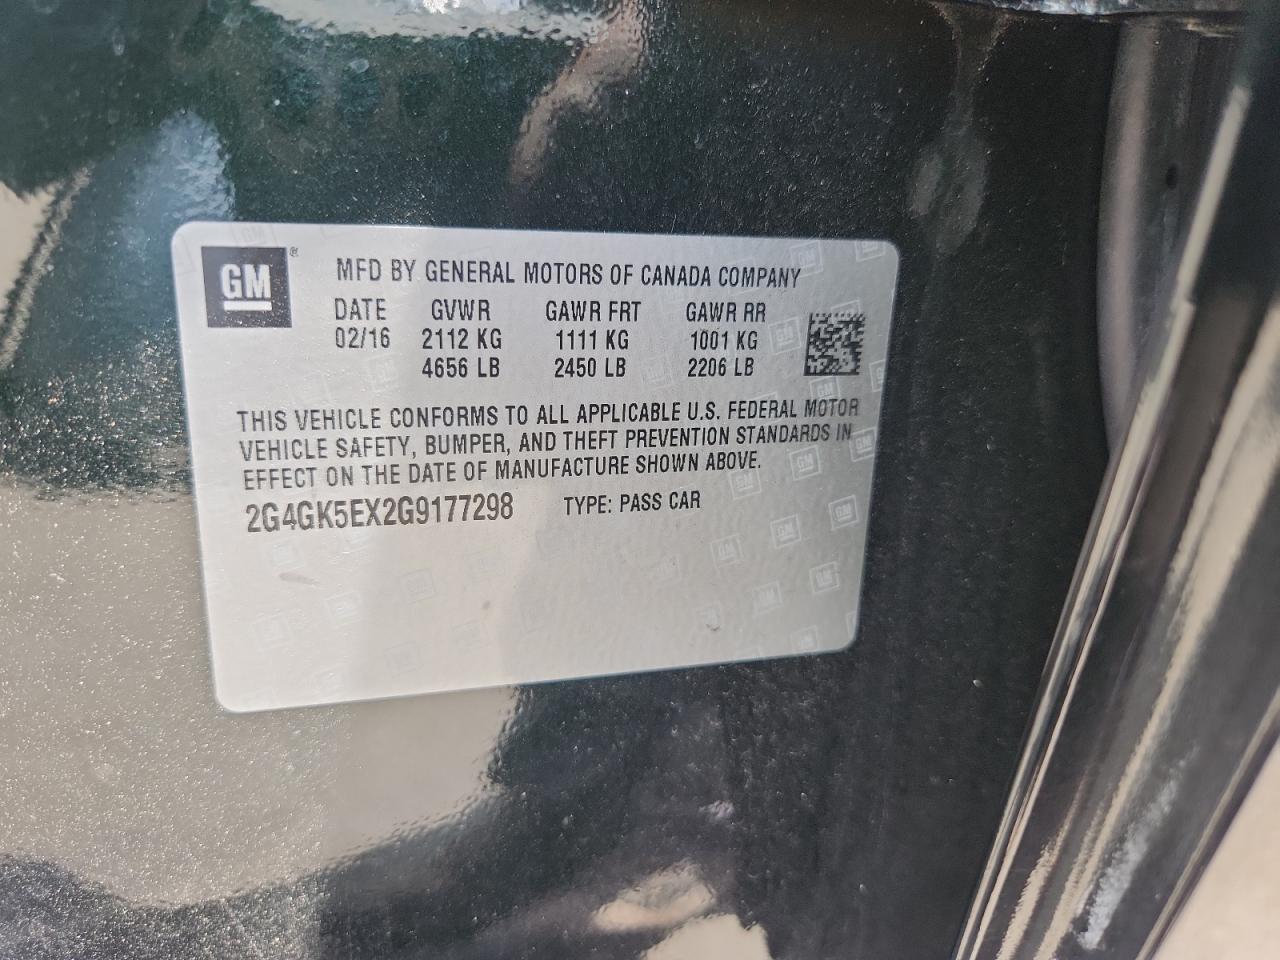 GM ®
MFD BY GENERAL MOTORS OF CANADA COMPANY
DATE GVWR GAWR FRT GAWR RR
02/16 2112 KG 1111 KG 1001 KG
4656 LB 2450 LB 2206 LB
THIS VEHICLE CONFORMS TO ALL APPLICABLE U.S. FEDERAL MOTOR
VEHICLE SAFETY, BUMPER, AND THEFT PREVENTION STANDARDS IN
EFFECT ON THE DATE OF MANUFACTURE SHOWN ABOVE.
2G4GK5EX2G9177298 TYPE: PASS CAR